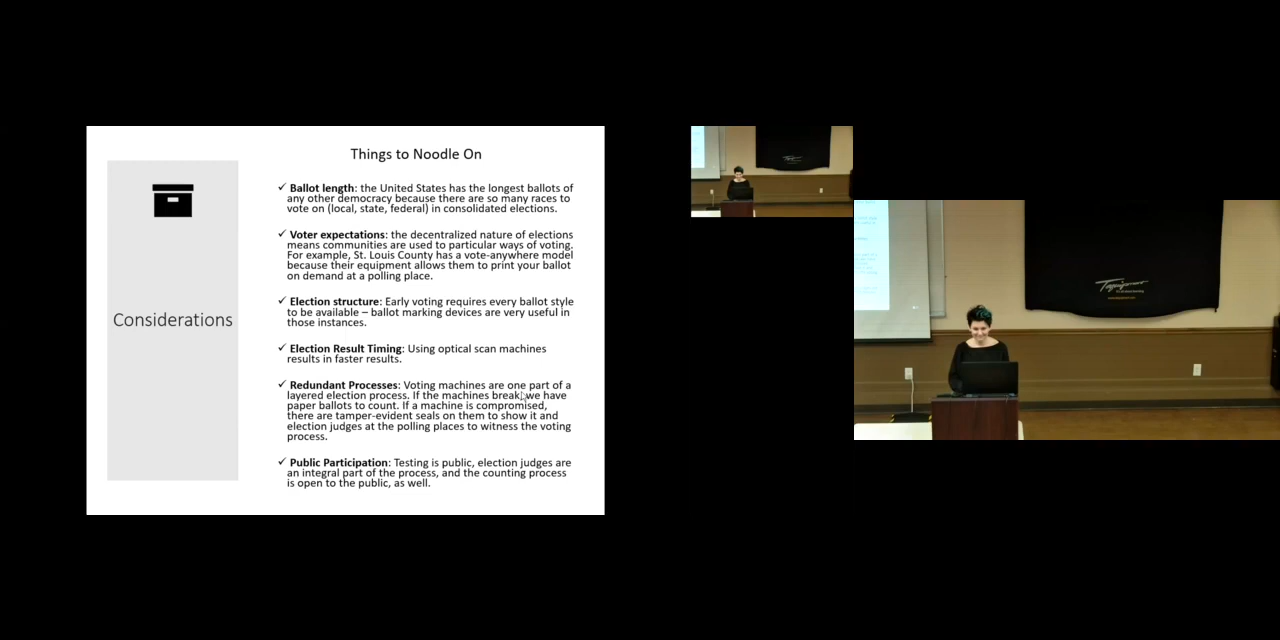 Things to Noodle On
Considerations
✓ Ballot length: the United States has the longest ballots of
any other democracy because there are so many races to
vote on (local, state, federal) in consolidated elections.
✓ Voter expectations: the decentralized nature of elections
means communities are used to particular ways of voting.
For example, St. Louis County has a vote-anywhere model
because their equipment allows them to print your ballot
on demand at a polling place.
✓ Election structure: Early voting requires every ballot style
to be available – ballot marking devices are very useful in
those instances.
✓ Election Result Timing: Using optical scan machines
results in faster results.
✓ Redundant Processes: Voting machines are one part of a
layered election process. If the machines break, we have
paper ballots to count. If a machine is compromised,
there are tamper-evident seals on them to show it and
election judges at the polling places to witness the voting
process.
✓ Public Participation: Testing is public, election judges are
an integral part of the process, and the counting process
is open to the public, as well.